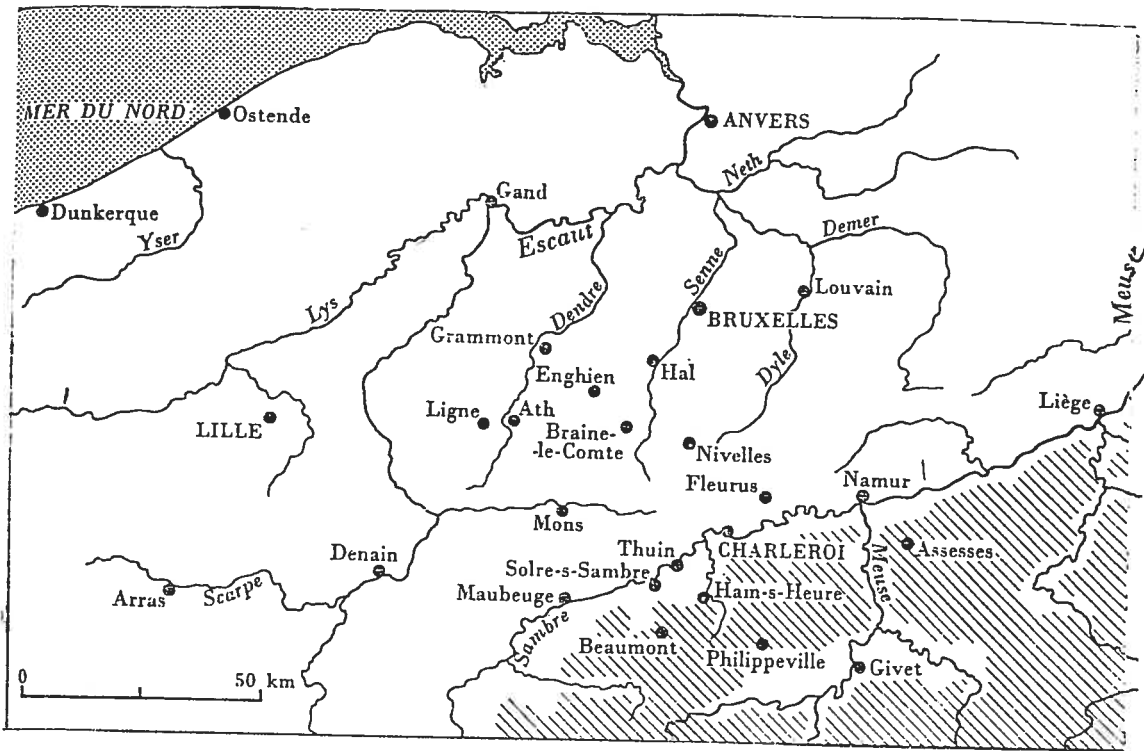 MER DU NORD
Ostende
ANVERS
Dunkerque
Yser
Gand
Neth
Escaut
Demer
Lys
Dendre
Senne
Louvain
BRUXELLES
Meuse
Grammont
Enghien
Hal
Dyle
Liège
LILLE
Ligne
Ath
Braine-
-le-Comte
Nivelles
Fleurus
Namur
Mons
Denain
Thuin
CHARLEROI
Meuse
Assesses
Solre-s-Sambre
Arras
Scarpe
Maubeuge
Ham-s-Heure
Sambre
Beaumont
Philippeville
Givet
0
50 km